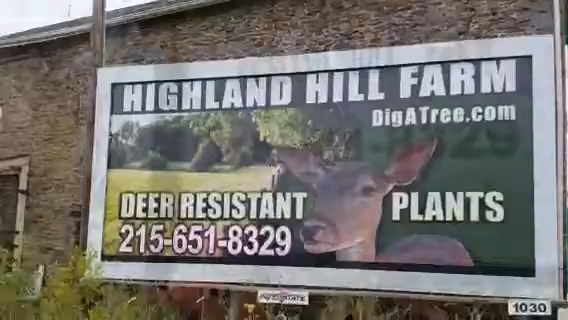 HIGHLAND HILL FARM
DigATree.com
DEER RESISTANT PLANTS
215-651-8329
1030